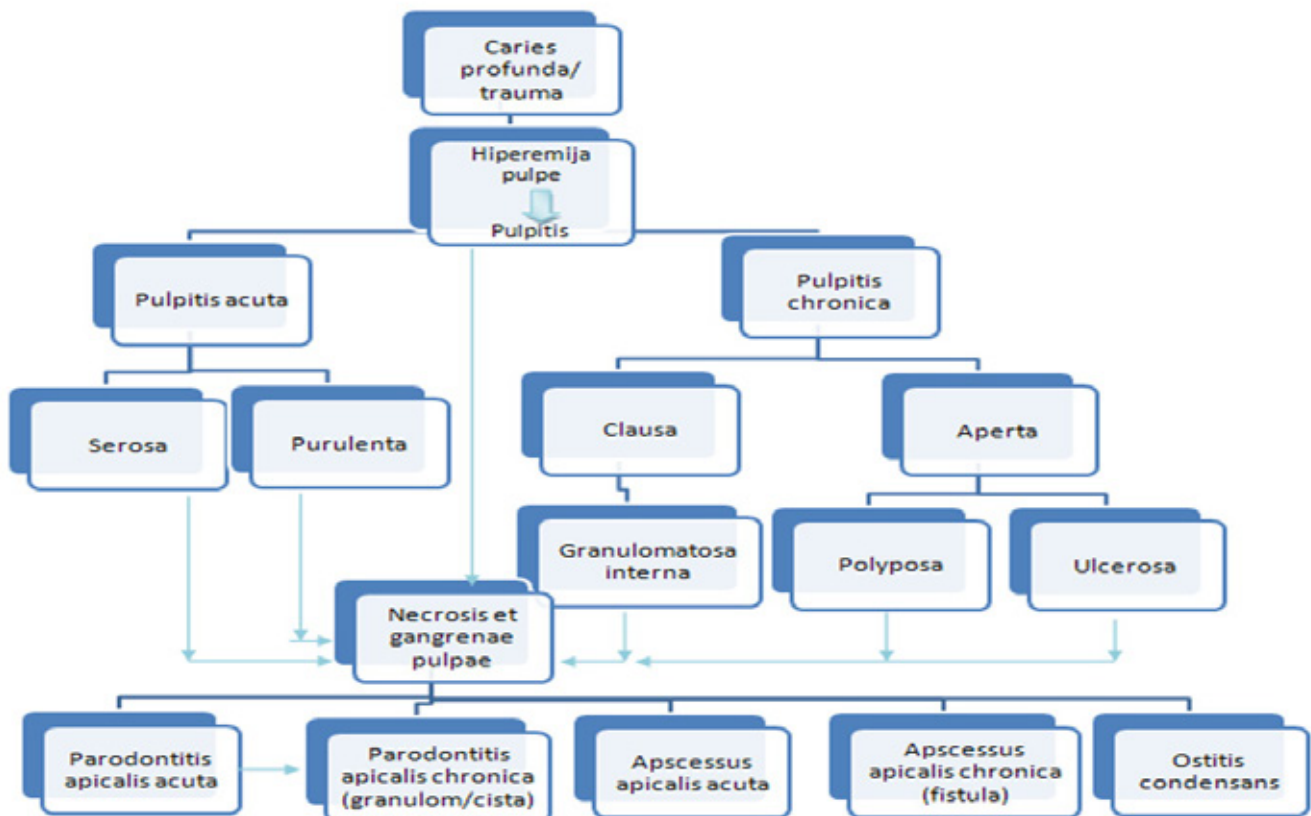 Caries
profunda/
trauma
Hiperemija
pulpe
Pulpitis
Pulpitis acuta
Pulpitis
chronica
Serosa
Purulenta
Clausa
Aperta
Granulomatosa
interna
Polyposa
Ulcerosa
Necrosis et
gangrenae
pulpae
Parodontitis
apicalis acuta
Parodontitis
apicalis chronica
(granulom/cista)
Apscessus
apicalis acuta
Apscessus
apicalis chronica
(fistula)
Ostitis
condensans